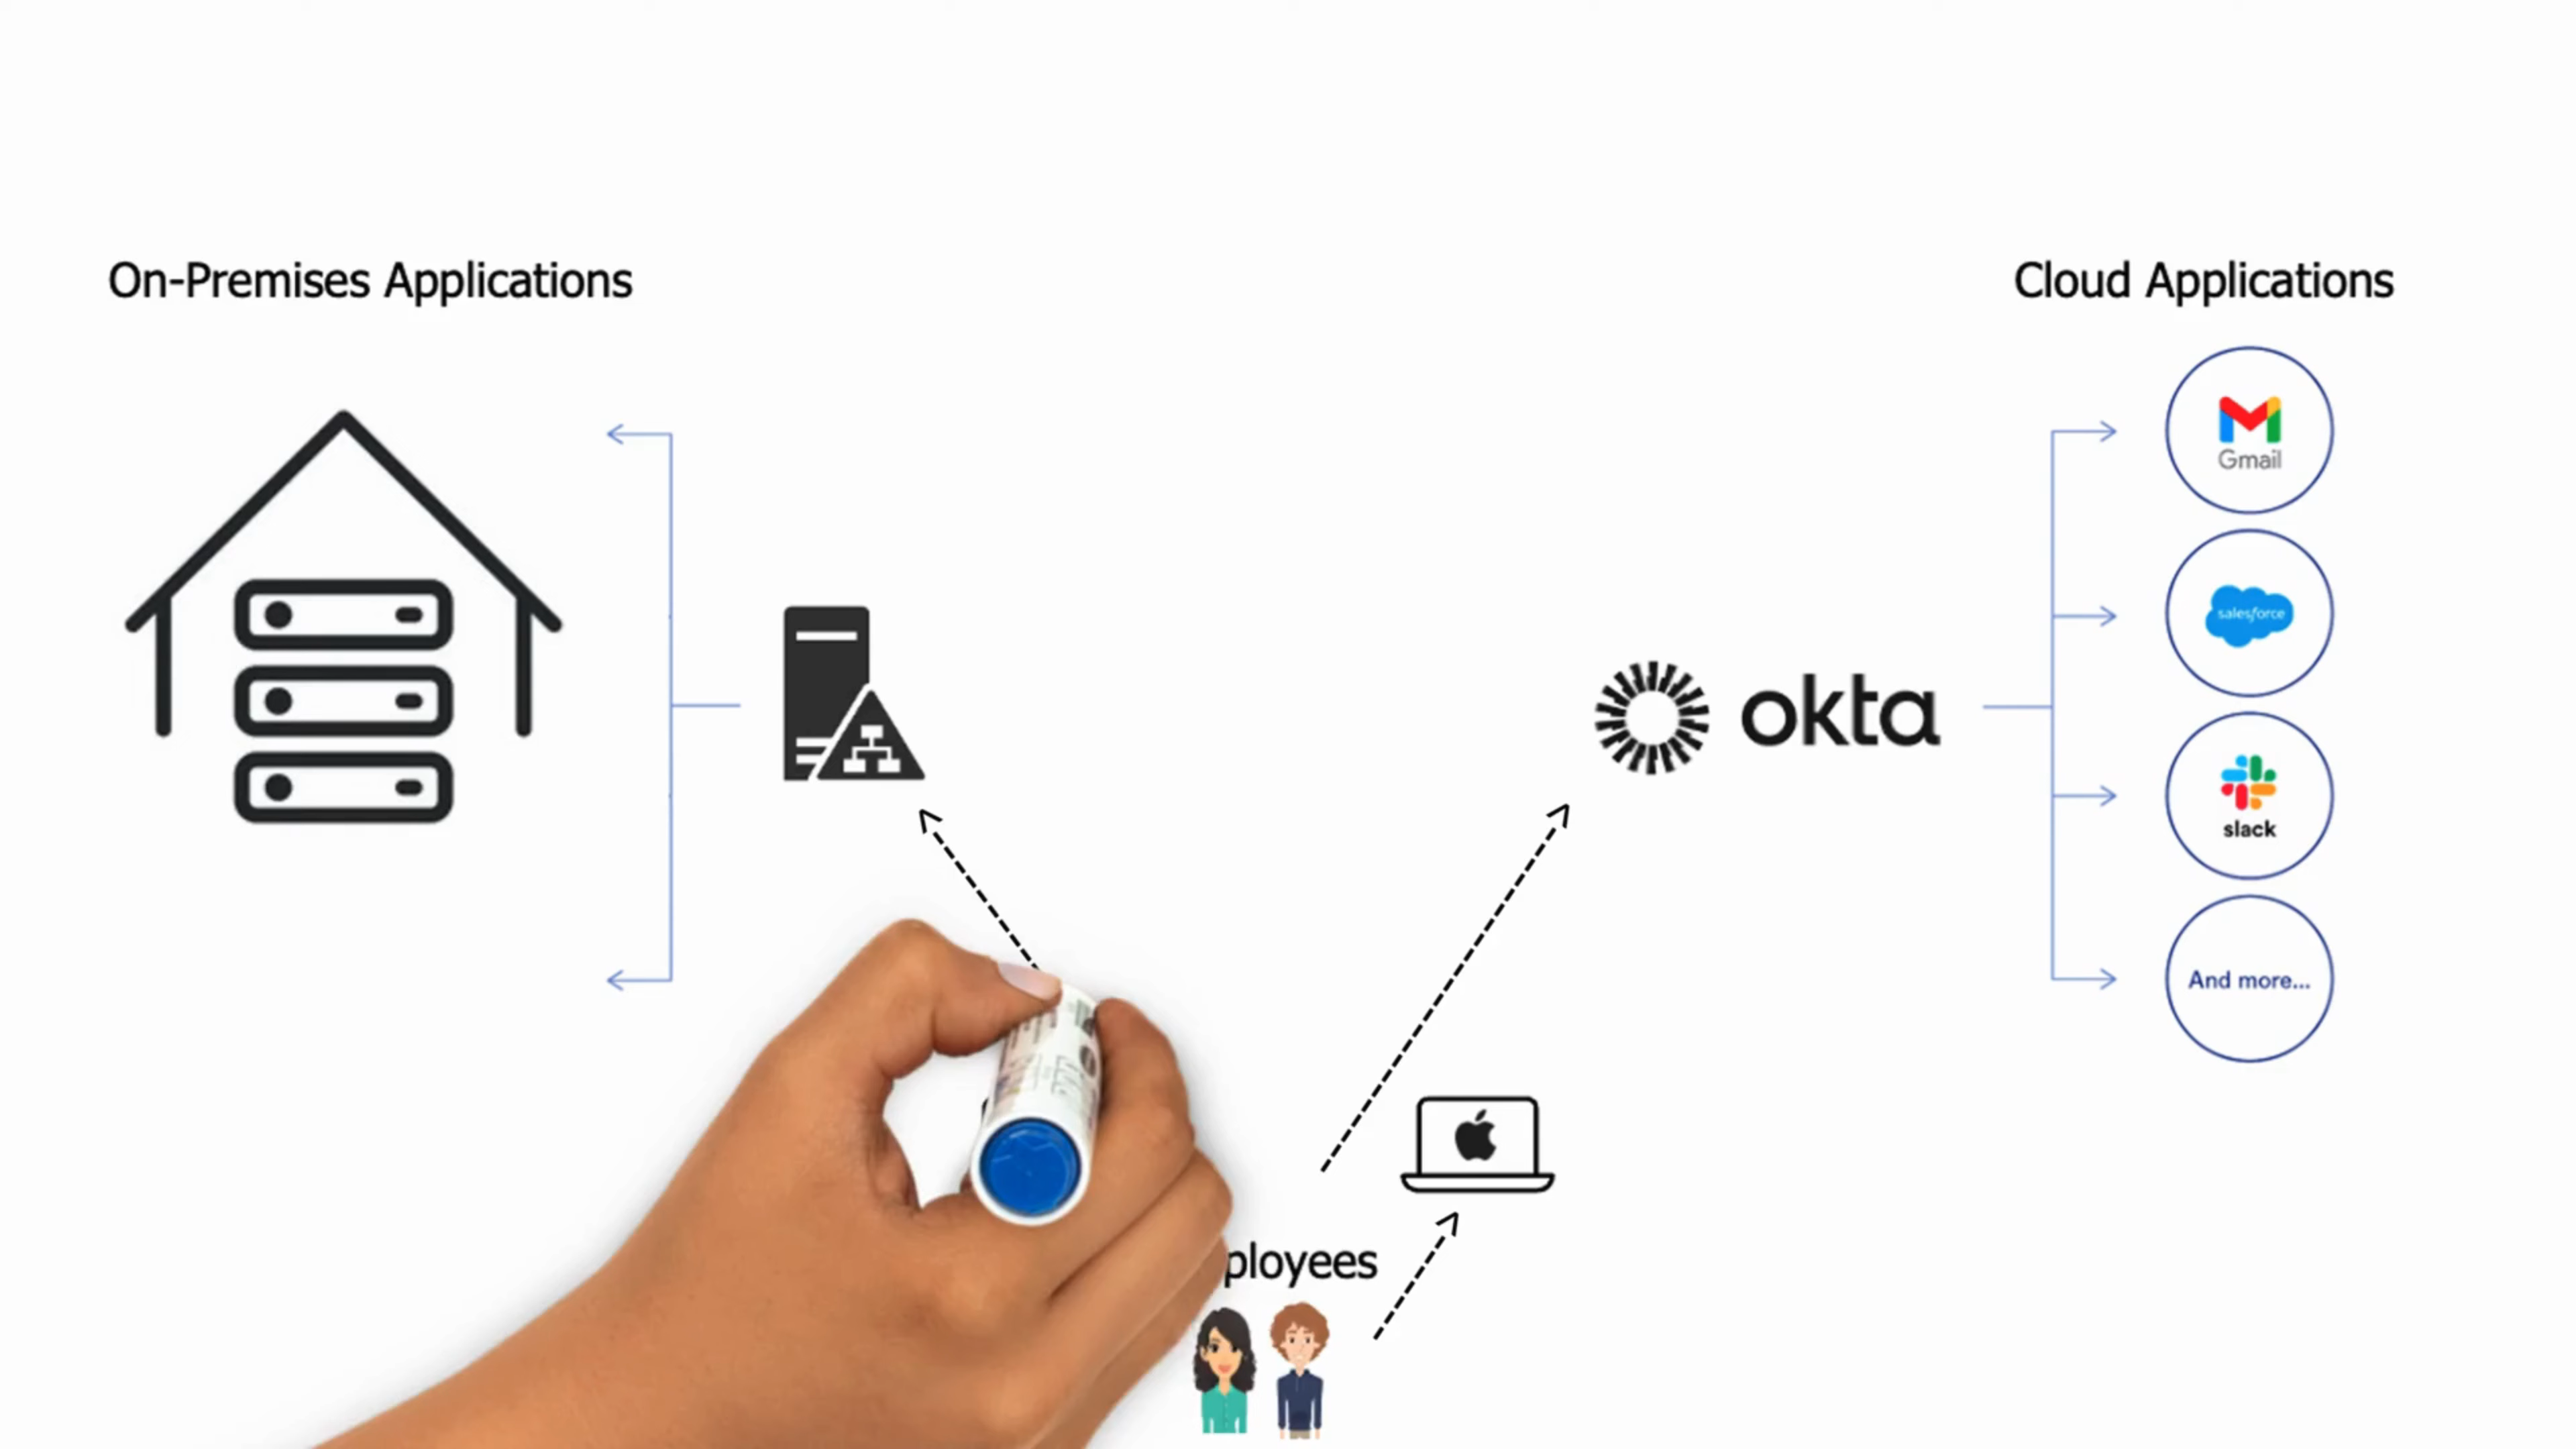 On-Premises Applications
Cloud Applications
Gmail
salesforce
okta
slack
And more...
ployees